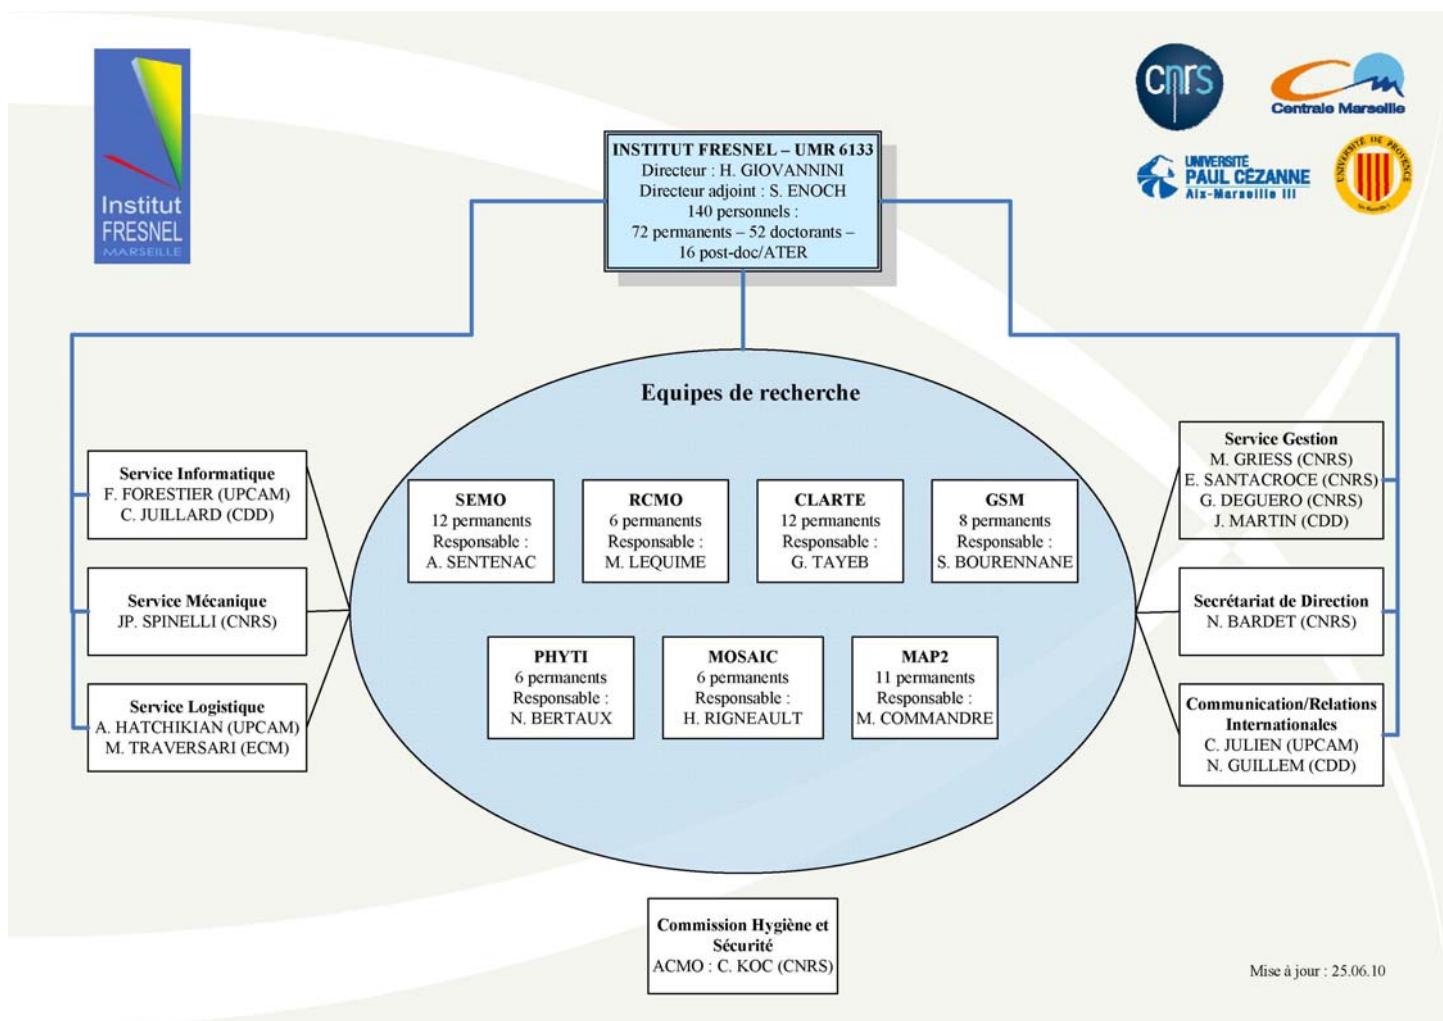 Institut
FRESNEL
MARSEILLE
cnrs
Centrale Marseille
UNIVERSITÉ
PAUL CÉZANNE
Aix-Marseille III
UNIVERSITÉ DE PROVENCE
INSTITUT FRESNEL – UMR 6133
Directeur : H. GIOVANNINI
Directeur adjoint : S. ENOCH
140 personnels :
72 permanents – 52 doctorants –
16 post-doc/ATER
Equipes de recherche
Service Informatique
F. FORESTIER (UPCAM)
C. JUILLARD (CDD)
Service Mécanique
JP. SPINELLI (CNRS)
Service Logistique
A. HATCHIKIAN (UPCAM)
M. TRAVERSARI (ECM)
SEMO
12 permanents
Responsable :
A. SENTENAC
RCMO
6 permanents
Responsable :
M. LEQUIME
CLARTE
12 permanents
Responsable :
G. TAYEB
GSM
8 permanents
Responsable :
S. BOURENNANE
PHYTI
6 permanents
Responsable :
N. BERTAUX
MOSAIC
6 permanents
Responsable :
H. RIGNEAULT
MAP2
11 permanents
Responsable :
M. COMMANDRE
Service Gestion
M. GRIESS (CNRS)
E. SANTACROCE (CNRS)
G. DEGUERO (CNRS)
J. MARTIN (CDD)
Secrétariat de Direction
N. BARDET (CNRS)
Communication/Relations
Internationales
C. JULIEN (UPCAM)
N. GUILLEM (CDD)
Commission Hygiène et
Sécurité
ACMO : C. KOC (CNRS)
Mise à jour : 25.06.10